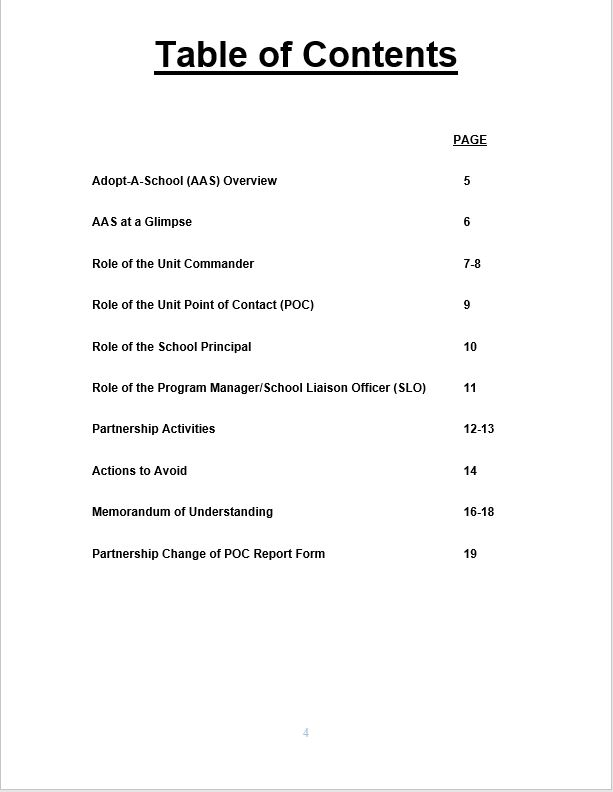 Table of Contents
PAGE
Adopt-A-School (AAS) Overview 5
AAS at a Glimpse 6
Role of the Unit Commander 7-8
Role of the Unit Point of Contact (POC) 9
Role of the School Principal 10
Role of the Program Manager/School Liaison Officer (SLO) 11
Partnership Activities 12-13
Actions to Avoid 14
Memorandum of Understanding 16-18
Partnership Change of POC Report Form 19
4